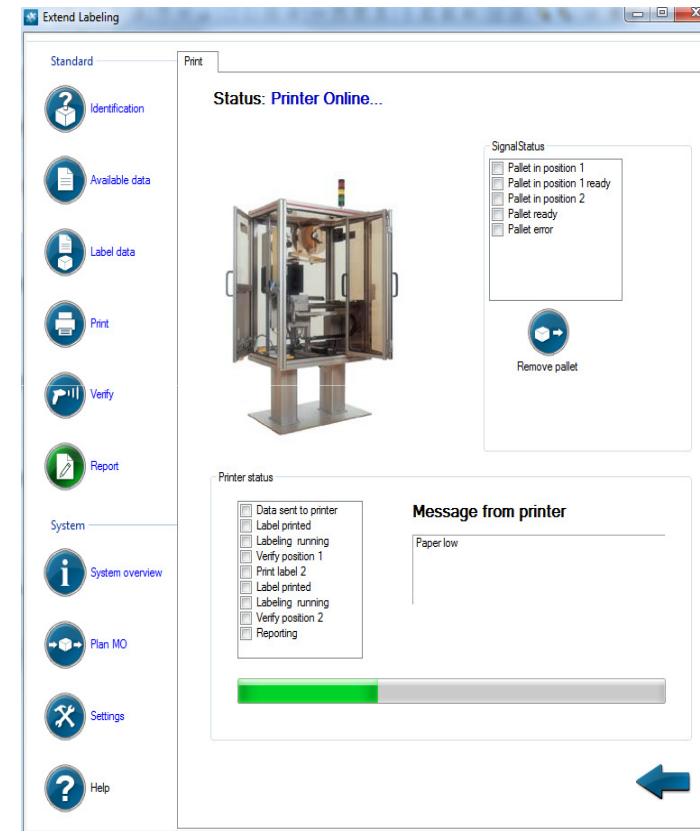 Extend Labeling
Standard
Identification
Available data
Label data
Print
Verify
Report
System
System overview
Plan MO
Settings
Help
Print
Status: Printer Online...
SignalStatus
Pallet in position 1
Pallet in position 1 ready
Pallet in position 2
Pallet ready
Pallet error
Remove pallet
Printer status
Data sent to printer
Label printed
Labeling running
Verify position 1
Print label 2
Label printed
Labeling running
Verify position 2
Reporting
Message from printer
Paper low